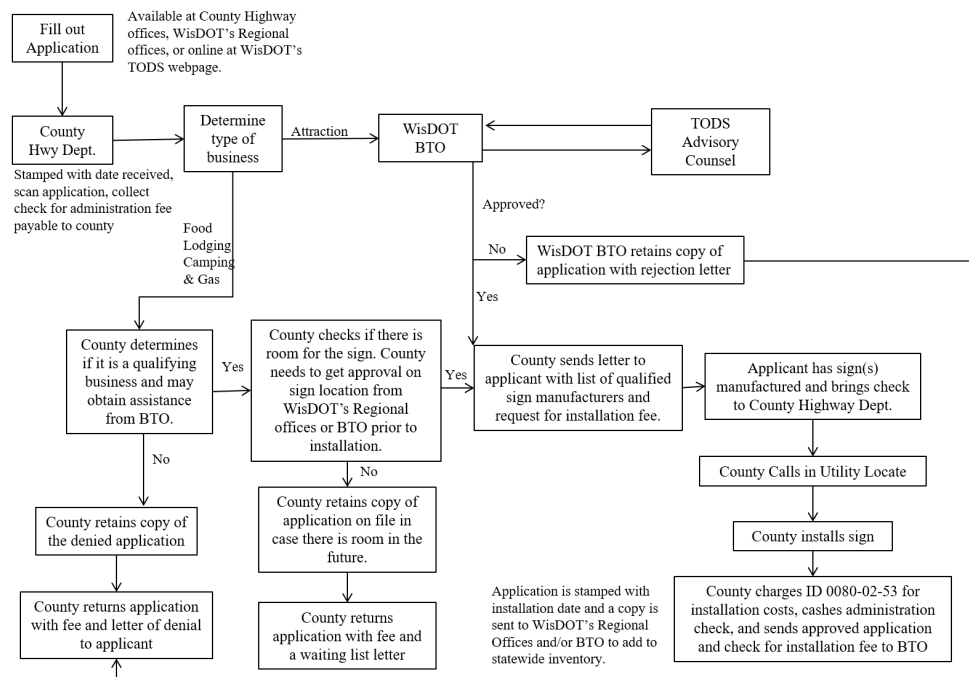 Fill out
Application
Available at County Highway
offices, WisDOT's Regional
offices, or online at WisDOT's
TODS webpage.
County
Hwy Dept.
Stamped with date received,
scan application, collect
check for administration fee
payable to county
Determine
type of
business
Attraction
WisDOT
BTO
TODS
Advisory
Counsel
Approved?
Food
Lodging
Camping
& Gas
No
WisDOT BTO retains copy of
application with rejection letter
Yes
County determines
if it is a qualifying
business and may
obtain assistance
from BTO.
Yes
County checks if there is
room for the sign. County
needs to get approval on
sign location from
WisDOT's Regional
offices or BTO prior to
installation.
Yes
County sends letter to
applicant with list of qualified
sign manufacturers and
request for installation fee.
Applicant has sign(s)
manufactured and brings check
to County Highway Dept.
No
No
County Calls in Utility Locate
County retains copy of
the denied application
County retains copy of
application on file in
case there is room in the
future.
County installs sign
County returns application
with fee and letter of denial
to applicant
County returns
application with fee and
a waiting list letter
Application is stamped with
installation date and a copy is
sent to WisDOT's Regional
Offices and/or BTO to add to
statewide inventory.
County charges ID 0080-02-53 for
installation costs, cashes administration
check, and sends approved application
and check for installation fee to BTO